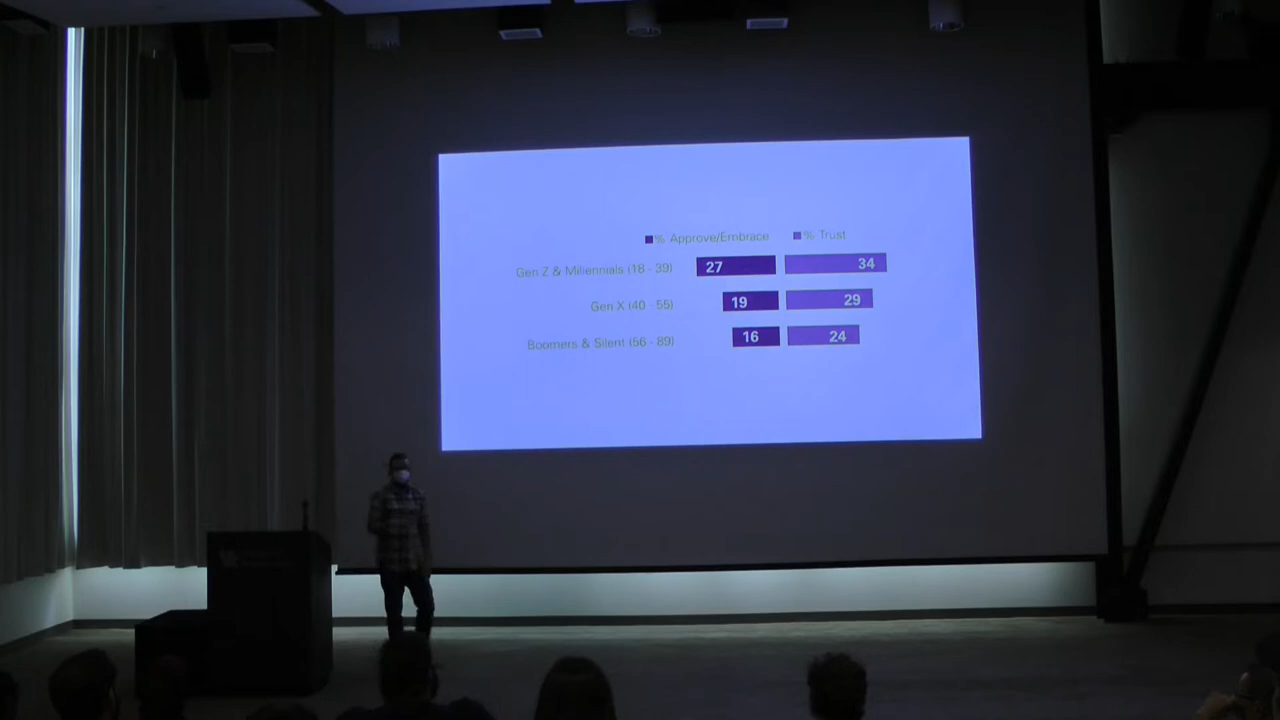 % Approve/Embrace % Trust
Gen Z & Millennials (18 - 39) 27 34
Gen X (40 - 55) 19 29
Boomers & Silent (56 - 89) 16 24